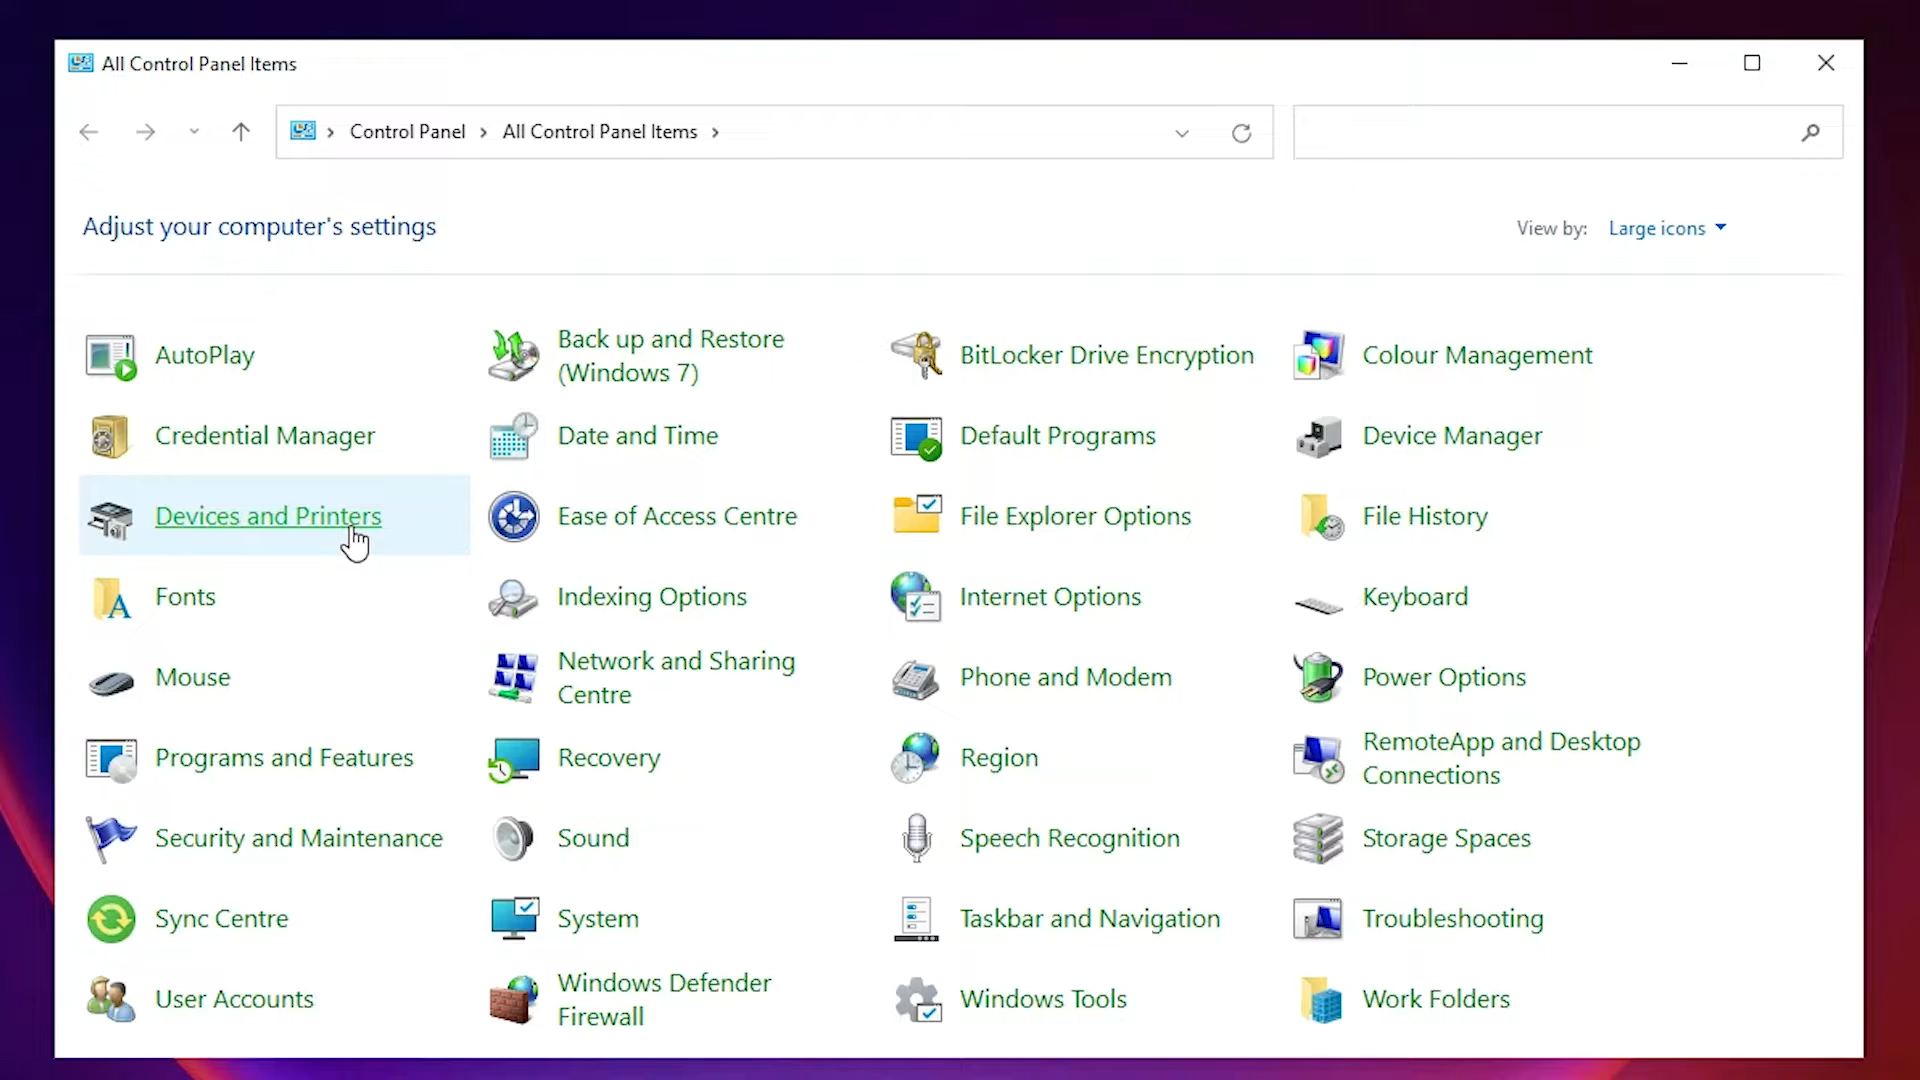 All Control Panel Items
Control Panel
All Control Panel Items
Adjust your computer's settings
View by:
Large icons
AutoPlay
Back up and Restore
(Windows 7)
BitLocker Drive Encryption
Colour Management
Credential Manager
Date and Time
Default Programs
Device Manager
Devices and Printers
Ease of Access Centre
File Explorer Options
File History
Fonts
Indexing Options
Internet Options
Keyboard
Mouse
Network and Sharing
Centre
Phone and Modem
Power Options
Programs and Features
Recovery
Region
RemoteApp and Desktop
Connections
Security and Maintenance
Sound
Speech Recognition
Storage Spaces
Sync Centre
System
Taskbar and Navigation
Troubleshooting
User Accounts
Windows Defender
Firewall
Windows Tools
Work Folders